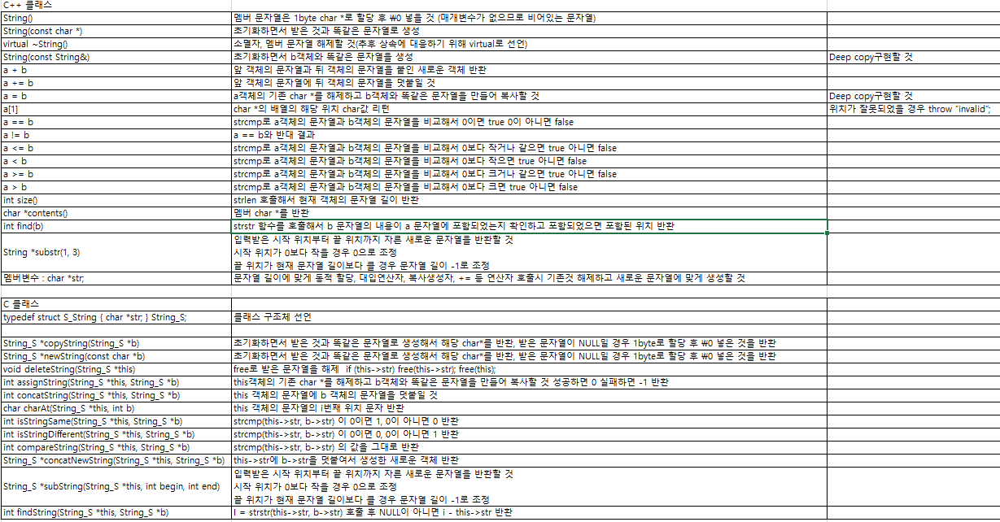 C++ 클래스
String() 멤버 문자열은 1byte char *로 할당 후 ₩0 넣을 것 (매개변수가 없으므로 비어있는 문자열)
String(const char *) 초기화하면서 받은 것과 똑같은 문자열로 생성
virtual ~String() 소멸자, 멤버 문자열 해제할 것(추후 상속에 대응하기 위해 virtual로 선언)
String(const String&) 초기화하면서 b객체와 똑같은 문자열을 생성 Deep copy구현할 것
a + b 앞 객체의 문자열과 뒤 객체의 문자열을 붙인 새로운 객체 반환
a += b 앞 객체의 문자열에 뒤 객체의 문자열을 덧붙일 것
a = b a객체의 기존 char *를 해제하고 b객체와 똑같은 문자열을 만들어 복사할 것 Deep copy구현할 것
a[1] char *의 배열의 해당 위치 char값 리턴 위치가 잘못되었을 경우 throw "invalid";
a == b strcmp로 a객체의 문자열과 b객체의 문자열을 비교해서 0이면 true 0이 아니면 false
a != b a == b와 반대 결과
a <= b strcmp로 a객체의 문자열과 b객체의 문자열을 비교해서 0보다 작거나 같으면 true 아니면 false
a < b strcmp로 a객체의 문자열과 b객체의 문자열을 비교해서 0보다 작으면 true 아니면 false
a >= b strcmp로 a객체의 문자열과 b객체의 문자열을 비교해서 0보다 크거나 같으면 true 아니면 false
a > b strcmp로 a객체의 문자열과 b객체의 문자열을 비교해서 0보다 크면 true 아니면 false
int size() strlen 호출해서 현재 객체의 문자열 길이 반환
char *contents() 멤버 char *를 반환
int find(b) strstr 함수를 호출해서 b 문자열의 내용이 a 문자열에 포함되었는지 확인하고 포함되었으면 포함된 위치 반환
String *substr(1, 3) 입력받은 시작 위치부터 끝 위치까지 자른 새로운 문자열을 반환할 것
시작 위치가 0보다 작을 경우 0으로 조정
끝 위치가 현재 문자열 길이보다 클 경우 문자열 길이 -1로 조정
멤버변수 : char *str; 문자열 길이에 맞게 동적 할당, 대입연산자, 복사생성자, += 등 연산자 호출시 기존것 해제하고 새로운 문자열에 맞게 생성할 것
C 클래스
typedef struct S_String { char *str; } String_S; 클래스 구조체 선언
String_S *copyString(String_S *b) 초기화하면서 받은 것과 똑같은 문자열로 생성해서 해당 char*를 반환, 받은 문자열이 NULL일 경우 1byte로 할당 후 ₩0 넣은 것을 반환
String_S *newString(const char *b) 초기화하면서 받은 것과 똑같은 문자열로 생성해서 해당 char*를 반환, 받은 문자열이 NULL일 경우 1byte로 할당 후 ₩0 넣은 것을 반환
void deleteString(String_S *this) free로 받은 문자열을 해제 if (this->str) free(this->str); free(this);
int assignString(String_S *this, String_S *b) this객체의 기존 char *를 해제하고 b객체와 똑같은 문자열을 만들어 복사할 것 성공하면 0 실패하면 -1 반환
int concatString(String_S *this, String_S *b) this 객체의 문자열에 b 객체의 문자열을 덧붙일 것
char charAt(String_S *this, int b) this 객체의 문자열의 i번째 위치 문자 반환
int isStringSame(String_S *this, String_S *b) strcmp(this->str, b->str) 이 0이면 1, 0이 아니면 0 반환
int isStringDifferent(String_S *this, String_S *b) strcmp(this->str, b->str) 이 0이면 0, 0이 아니면 1 반환
int compareString(String_S *this, String_S *b) strcmp(this->str, b->str) 의 값을 그대로 반환
String_S *concatNewString(String_S *this, String_S *b) this->str에 b->str을 덧붙여서 생성한 새로운 객체 반환
String_S *subString(String_S *this, int begin, int end) 입력받은 시작 위치부터 끝 위치까지 자른 새로운 문자열을 반환할 것
시작 위치가 0보다 작을 경우 0으로 조정
끝 위치가 현재 문자열 길이보다 클 경우 문자열 길이 -1로 조정
int findString(String_S *this, String_S *b) I = strstr(this->str, b->str) 호출 후 NULL이 아니면 i - this->str 반환